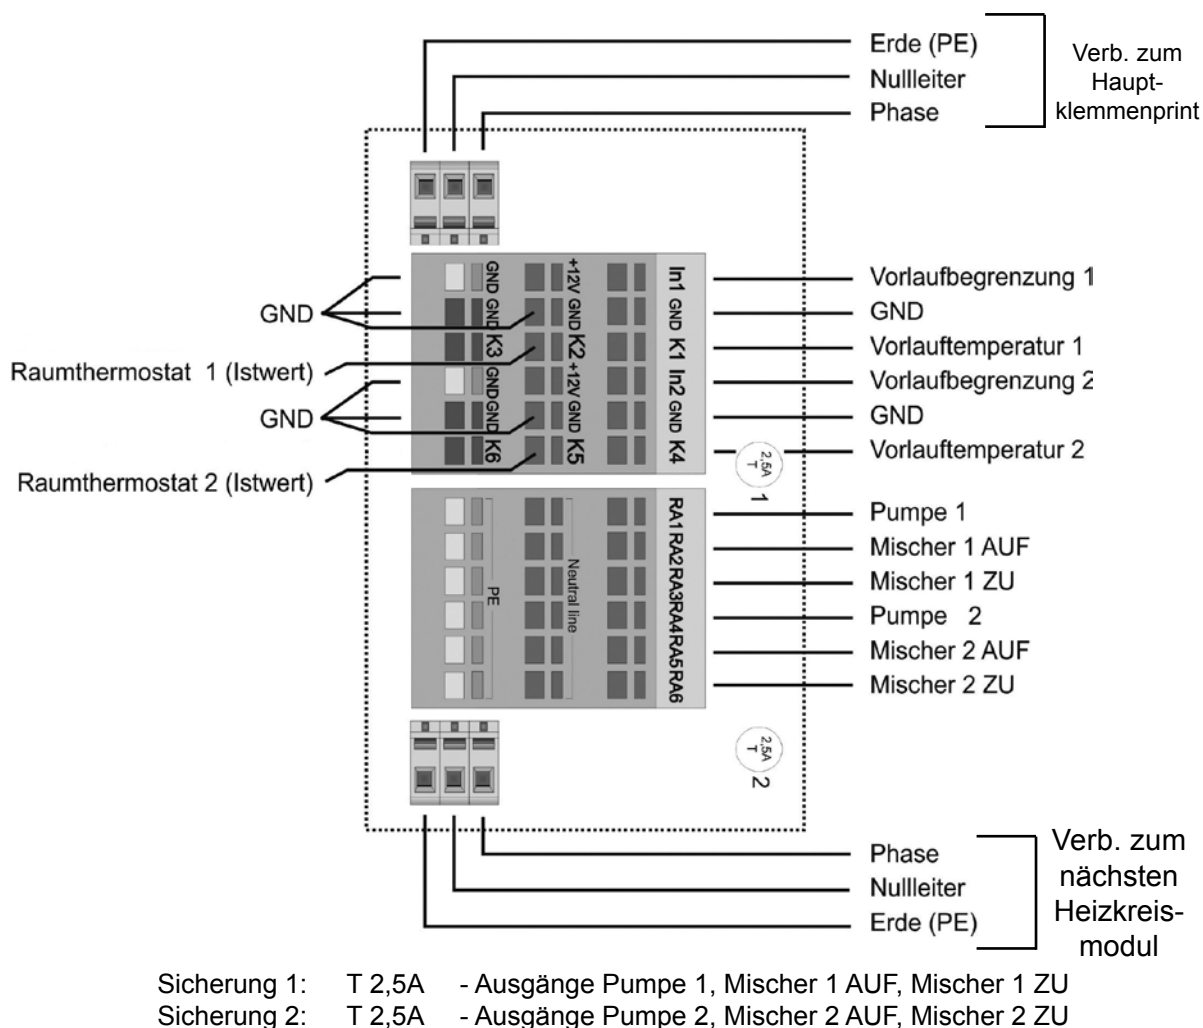 Erde (PE)
Nullleiter
Phase
Verb. zum
Haupt-
klemmenprint
GND
Raumthermostat 1 (Istwert)
GND
Raumthermostat 2 (Istwert)
GND
GND
K3
GND
GND
K6
+12V
GND
K2
+12V
GND
K5
In1
GND
K1
In2
GND
K4
Vorlaufbegrenzung 1
GND
Vorlauftemperatur 1
Vorlaufbegrenzung 2
GND
Vorlauftemperatur 2
2,5A
T
1
PE
Neutral line
RA1
RA2
RA3
RA4
RA5
RA6
Pumpe 1
Mischer 1 AUF
Mischer 1 ZU
Pumpe 2
Mischer 2 AUF
Mischer 2 ZU
2,5A
T
2
Phase
Nullleiter
Erde (PE)
Verb. zum
nächsten
Heizkreis-
modul
Sicherung 1: T 2,5A - Ausgänge Pumpe 1, Mischer 1 AUF, Mischer 1 ZU
Sicherung 2: T 2,5A - Ausgänge Pumpe 2, Mischer 2 AUF, Mischer 2 ZU